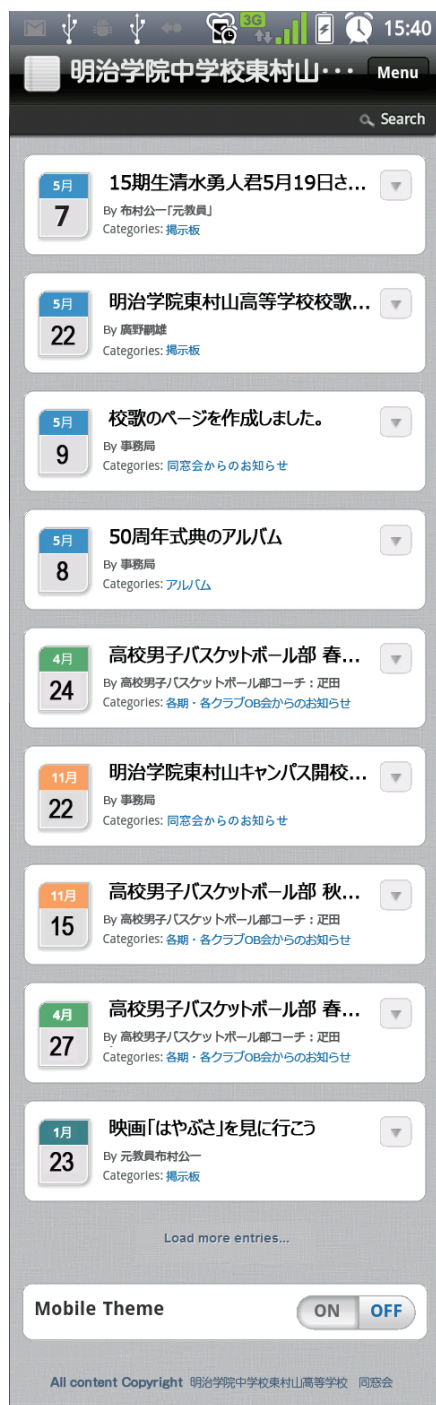 3G
15:40
明治学院中学校東村山・・・
Menu
Search
5月
7
15期生清水勇人君5月19日さ...
By 布村公一「元教員」
Categories: 掲示板
5月
22
明治学院東村山高等学校校歌...
By 廣野嗣雄
Categories: 掲示板
5月
9
校歌のページを作成しました。
By 事務局
Categories: 同窓会からのお知らせ
5月
8
50周年式典のアルバム
By 事務局
Categories: アルバム
4月
24
高校男子バスケットボール部 春...
By 高校男子バスケットボール部コーチ：疋田
Categories: 各期・各クラブOB会からのお知らせ
11月
22
明治学院東村山キャンパス開校...
By 事務局
Categories: 同窓会からのお知らせ
11月
15
高校男子バスケットボール部 秋...
By 高校男子バスケットボール部コーチ：疋田
Categories: 各期・各クラブOB会からのお知らせ
4月
27
高校男子バスケットボール部 春...
By 高校男子バスケットボール部コーチ：疋田
Categories: 各期・各クラブOB会からのお知らせ
1月
23
映画「はやぶさ」を見に行こう
By 元教員布村公一
Categories: 掲示板
Load more entries...
Mobile Theme
ON
OFF
All content Copyright 明治学院中学校東村山高等学校 同窓会